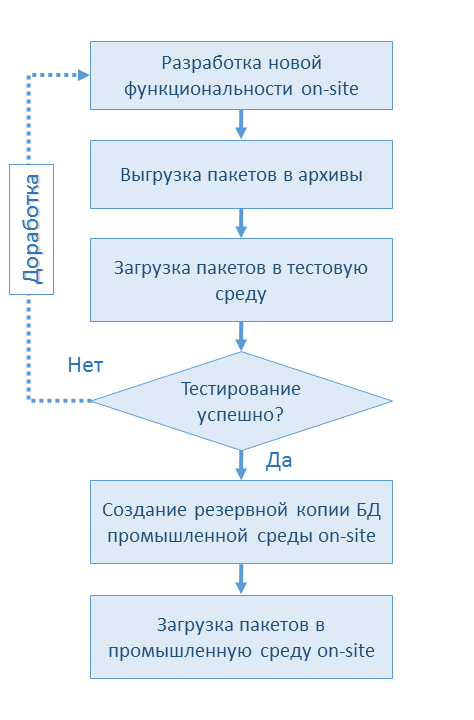 Разработка новой
функциональности on-site
Выгрузка пакетов в архивы
Доработка
Загрузка пакетов в тестовую
среду
Нет
Тестирование
успешно?
Да
Создание резервной копии БД
промышленной среды on-site
Загрузка пакетов в
промышленную среду on-site